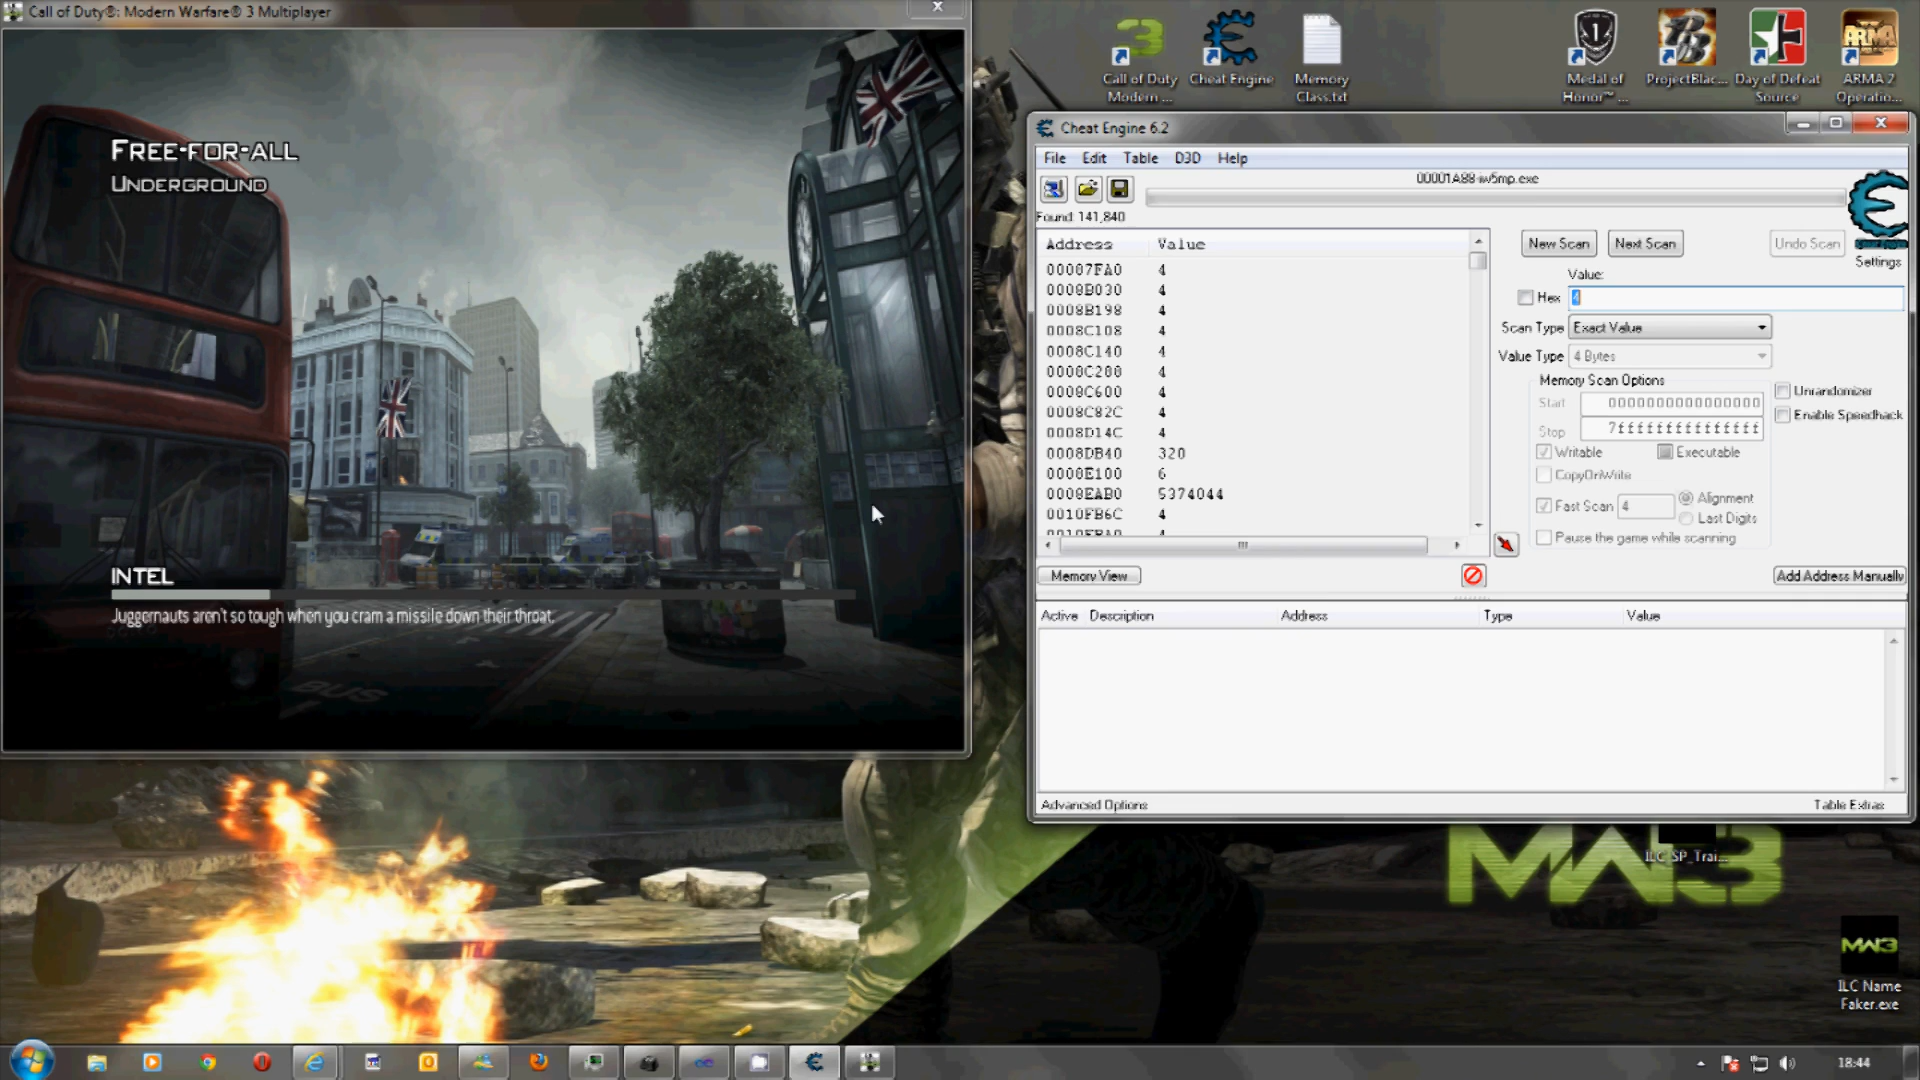 Call of Duty®: Modern Warfare® 3 Multiplayer
FREE-FOR-ALL
UNDERGROUND
INTEL
Juggernauts aren't so tough when you cram a missile down their throat.
BUS
Call of Duty
Modern ...
Cheat Engine
Memory
Class.txt
Medal of
Honor™ ...
ProjectBlac...
Day of Defeat
Source
ARMA 2
Operatio...
Cheat Engine 6.2
File Edit Table D3D Help
00001A88-iw5mp.exe
Found: 141,840
Address Value
00087FA0 4
0008B030 4
0008B198 4
0008C108 4
0008C140 4
0008C288 4
0008C600 4
0008C82C 4
0008D14C 4
0008DB40 320
0008E100 6
0008EAB0 5374044
0010FB6C 4
New Scan Next Scan Undo Scan
Settings
Value:
Hex 4
Scan Type Exact Value
Value Type 4 Bytes
Memory Scan Options
Start 0000000000000000
Stop 7fffffffffffffff
Writable Executable
CopyOnWrite
Fast Scan 4 Alignment
Last Digits
Pause the game while scanning
Unrandomizer
Enable Speedhack
Memory View
Add Address Manually
Active Description Address Type Value
Advanced Options
Table Extras
MW3
ILC_SP_Trai...
MW3
ILC Name
Faker.exe
18:44